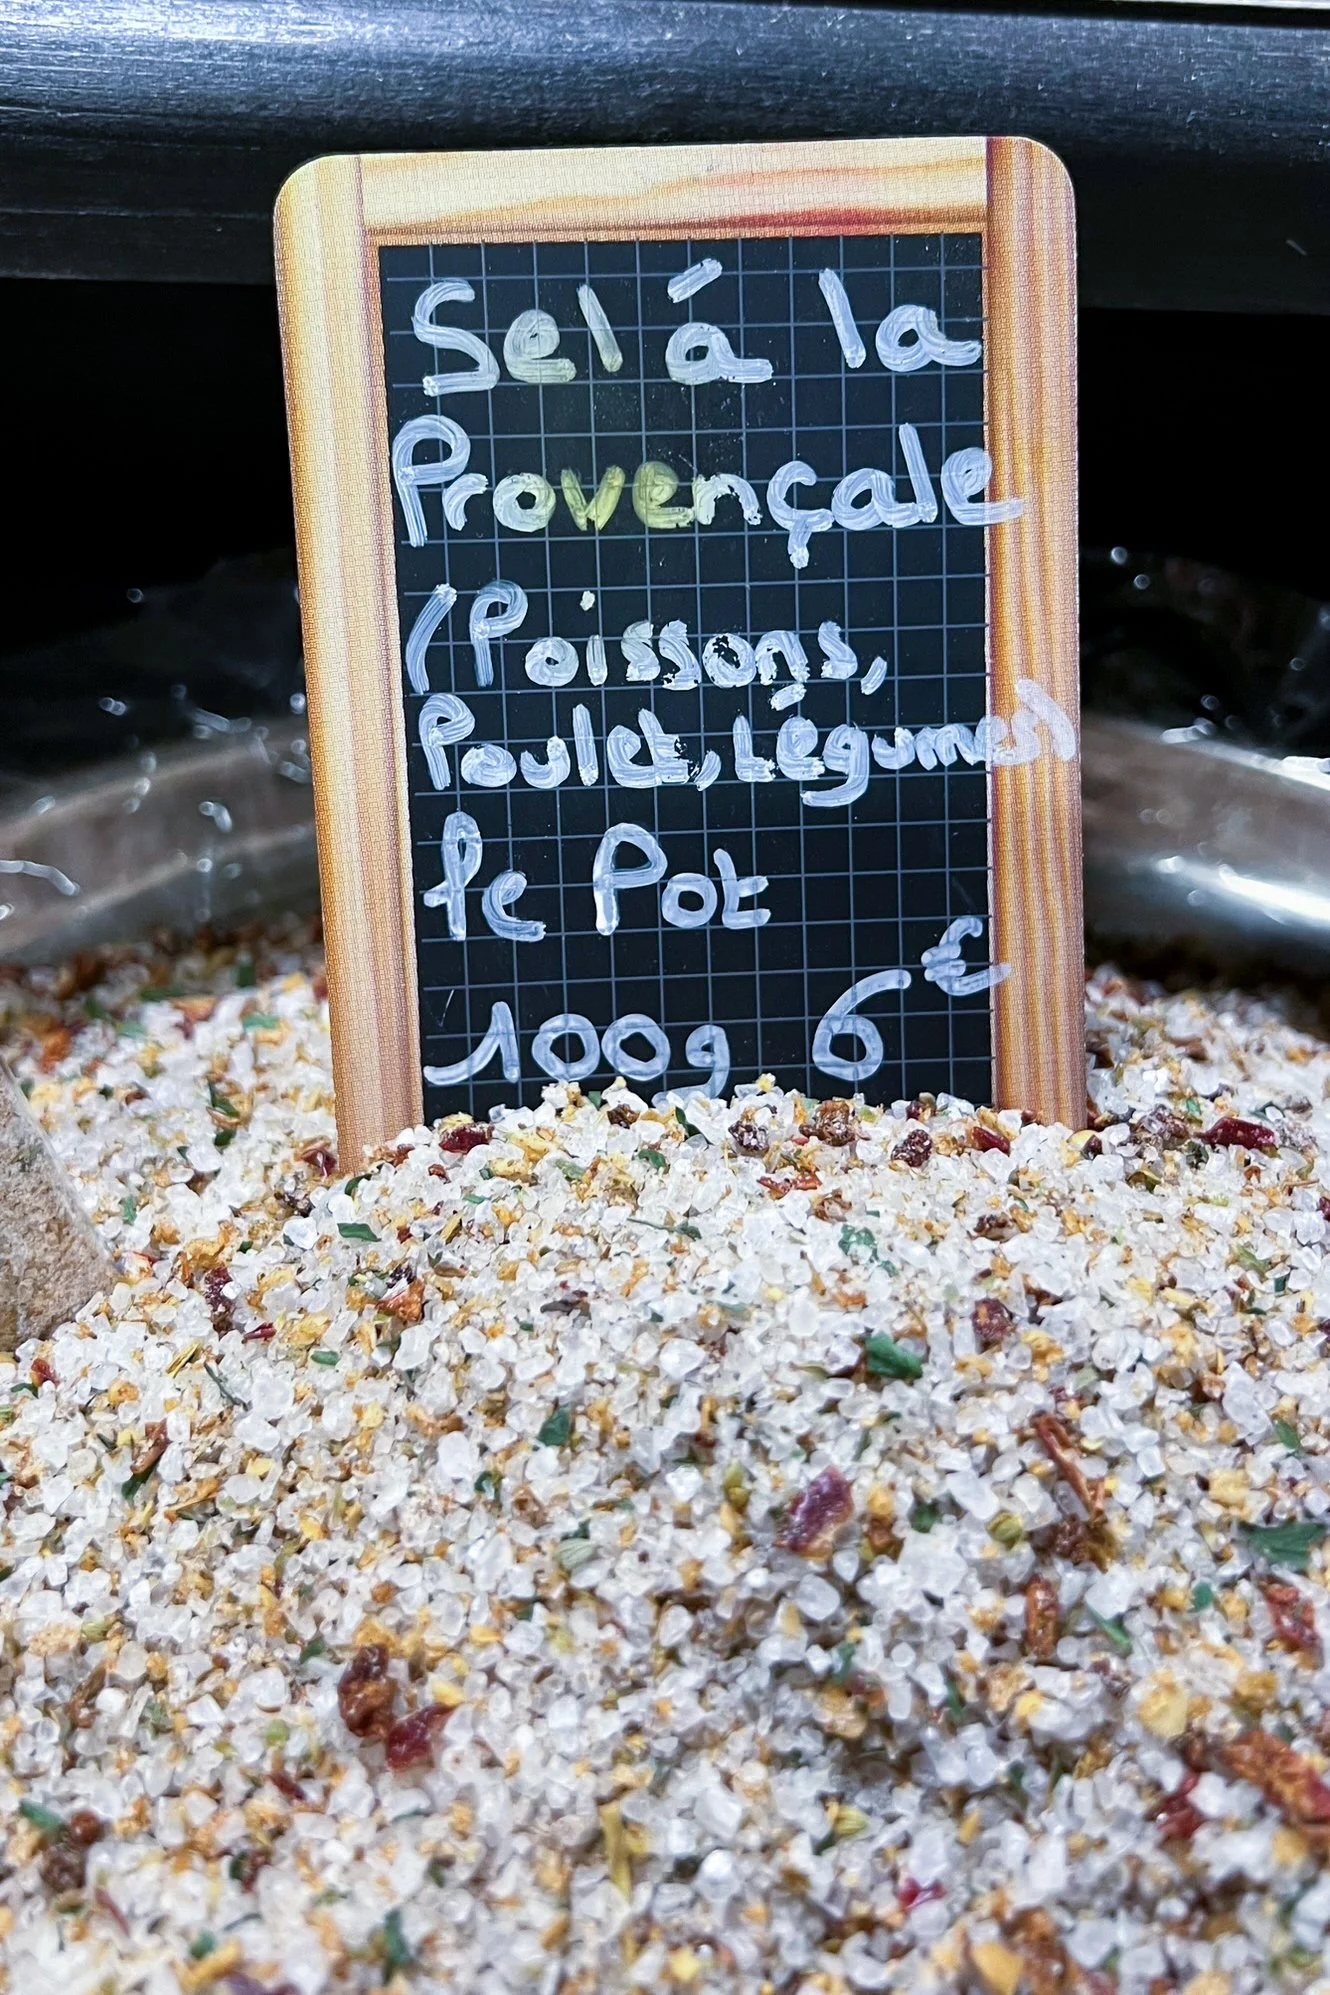 Sel á la
Provençale
(Poissons,
Poulet, Légumes)
le Pot
100g 6€